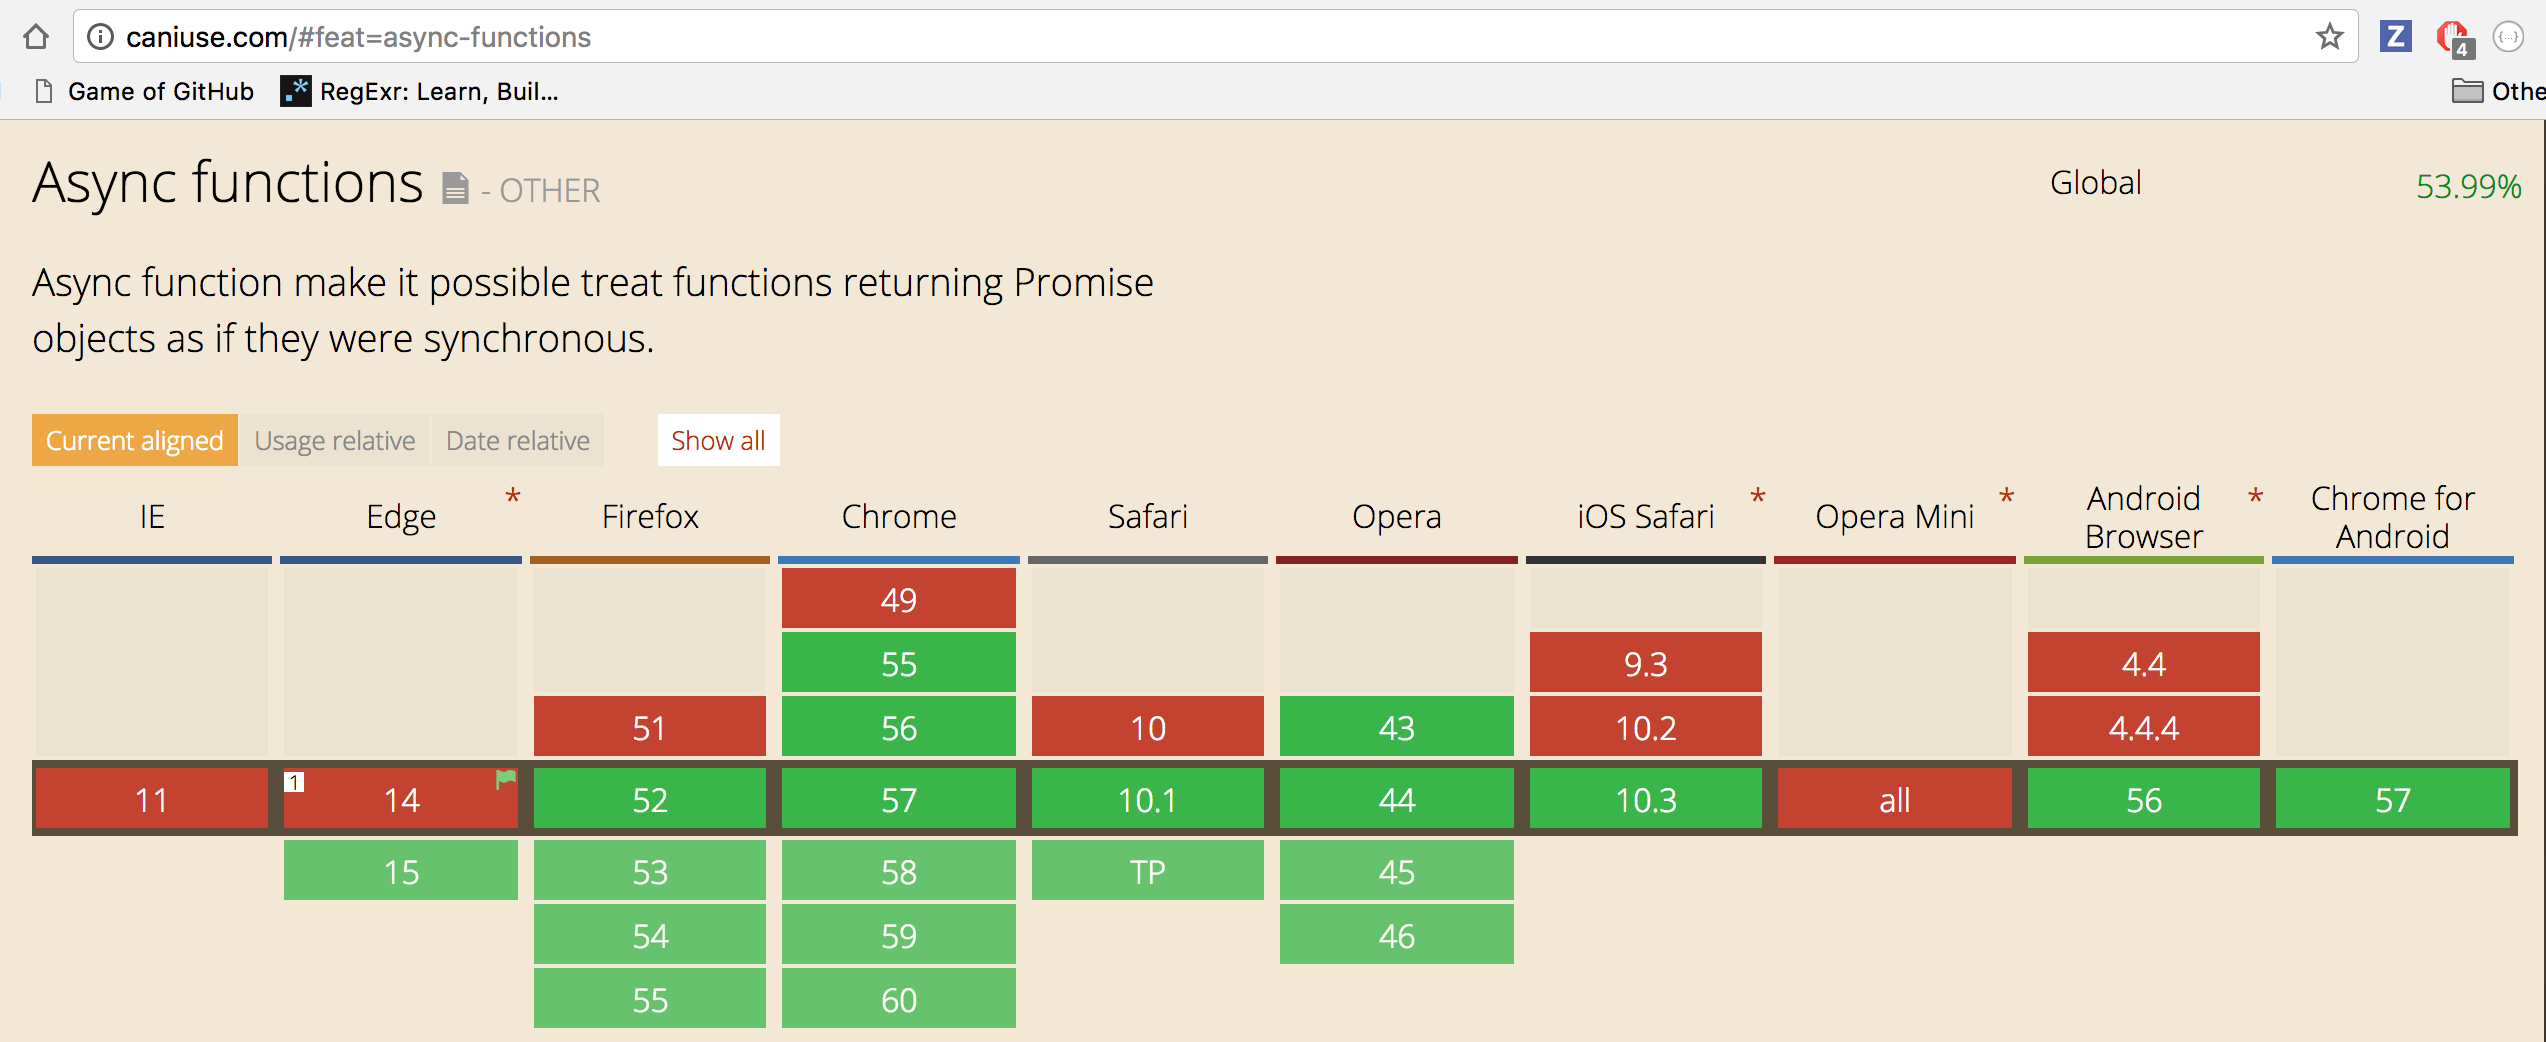 caniuse.com/#feat=async-functions
Z
4
{...}
Game of GitHub
.*
RegExr: Learn, Buil...
Othe
Async functions - OTHER
Global
53.99%
Async function make it possible treat functions returning Promise
objects as if they were synchronous.
Current aligned
Usage relative
Date relative
Show all
IE
Edge *
Firefox
Chrome
Safari
Opera
iOS Safari *
Opera Mini *
Android
Browser *
Chrome for
Android
49
55 9.3 4.4
51 56 10 43 10.2 4.4.4
11 1 14 52 57 10.1 44 10.3 all 56 57
15 53 58 TP 45
54 59 46
55 60